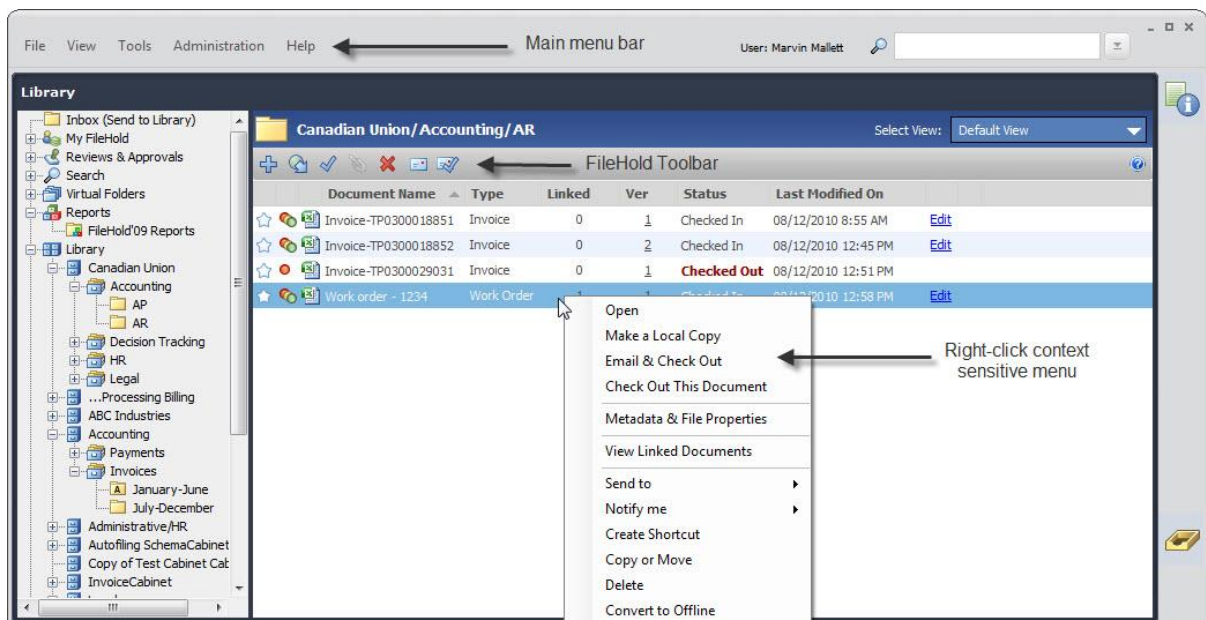 File View Tools Administration Help
Main menu bar
User: Marvin Mallett
Library
Inbox (Send to Library)
My FileHold
Reviews & Approvals
Search
Virtual Folders
Reports
FileHold'09 Reports
Library
Canadian Union
Accounting
AP
AR
Decision Tracking
HR
Legal
...Processing Billing
ABC Industries
Accounting
Payments
Invoices
A January-June
July-December
Administrative/HR
Autofiling SchemaCabinet
Copy of Test Cabinet Cat
InvoiceCabinet
Canadian Union/Accounting/AR
Select View: Default View
FileHold Toolbar
Document Name Type Linked Ver Status Last Modified On
Invoice-TP0300018851 Invoice 0 1 Checked In 08/12/2010 8:55 AM Edit
Invoice-TP0300018852 Invoice 0 2 Checked In 08/12/2010 12:45 PM Edit
Invoice-TP0300029031 Invoice 0 1 Checked Out 08/12/2010 12:51 PM
Work order - 1234 Work Order 1 1 Checked In 08/12/2010 12:58 PM Edit
Open
Make a Local Copy
Email & Check Out
Check Out This Document
Metadata & File Properties
View Linked Documents
Send to
Notify me
Create Shortcut
Copy or Move
Delete
Convert to Offline
Right-click context
sensitive menu